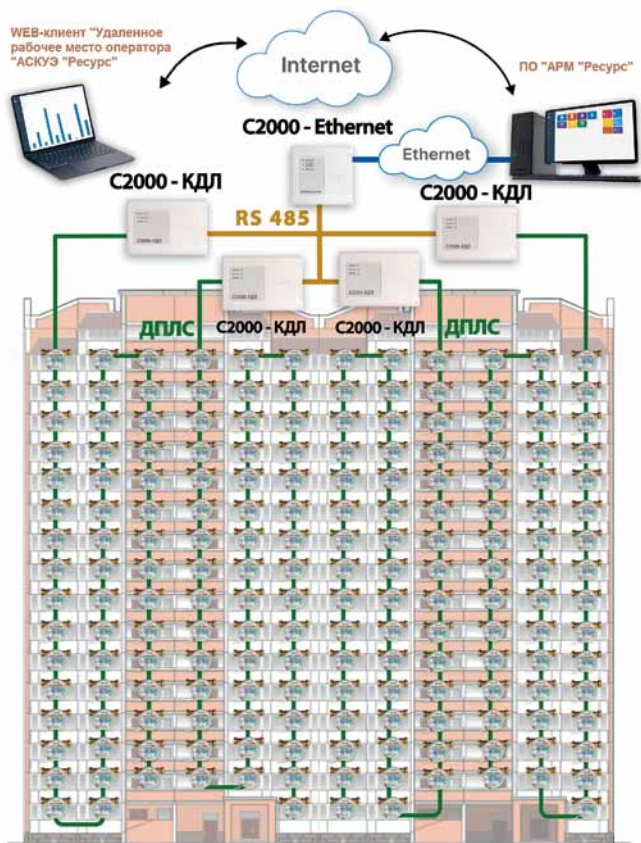 WEB-клиент "Удаленное
рабочее место оператора
"АСКУЭ "Ресурс"
Internet
ПО "АРМ "Ресурс"
С2000 - Ethernet
Ethernet
С2000 - КДЛ
С2000 - КДЛ
RS 485
ДПЛС
С2000 - КДЛ
С2000 - КДЛ
ДПЛС